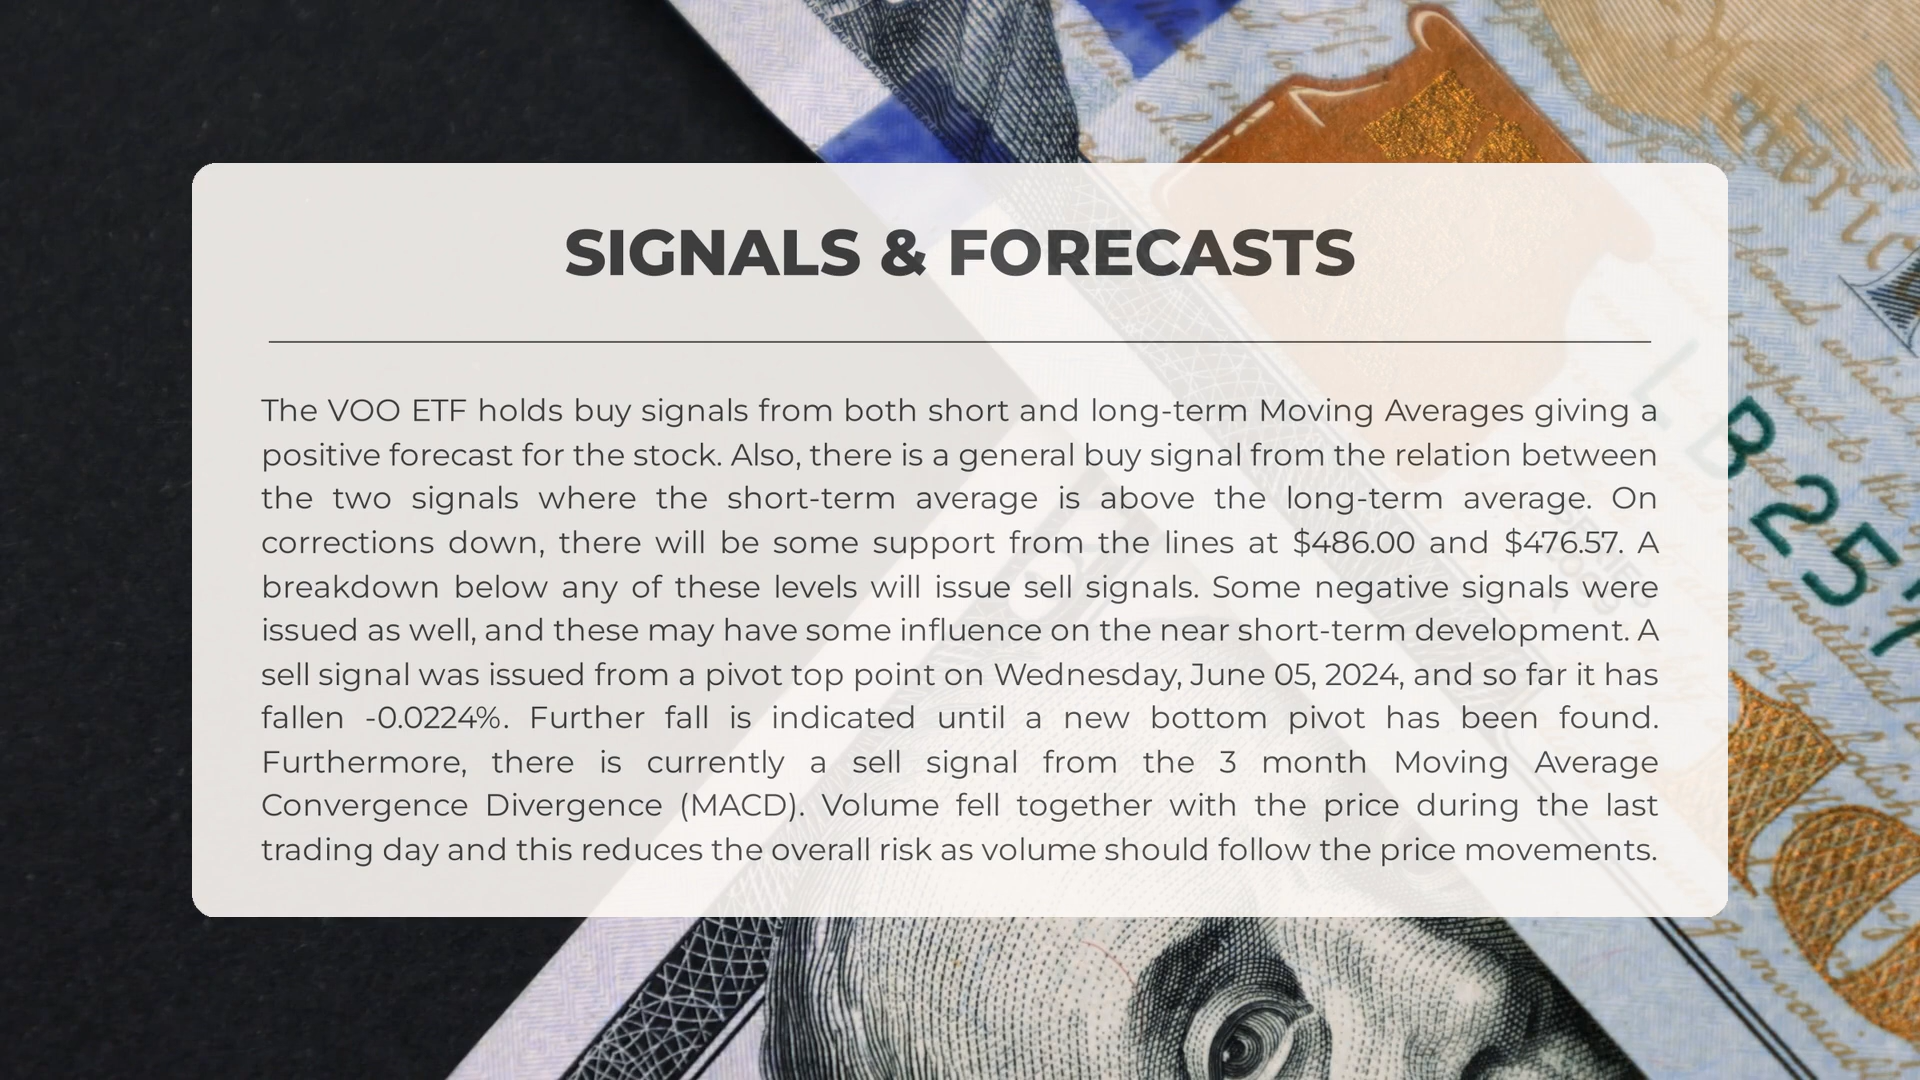 SIGNALS & FORECASTS
The VOO ETF holds buy signals from both short and long-term Moving Averages giving a
positive forecast for the stock. Also, there is a general buy signal from the relation between
the two signals where the short-term average is above the long-term average. On
corrections down, there will be some support from the lines at $486.00 and $476.57. A
breakdown below any of these levels will issue sell signals. Some negative signals were
issued as well, and these may have some influence on the near short-term development. A
sell signal was issued from a pivot top point on Wednesday, June 05, 2024, and so far it has
fallen -0.0224%. Further fall is indicated until a new bottom pivot has been found.
Furthermore, there is currently a sell signal from the 3 month Moving Average
Convergence Divergence (MACD). Volume fell together with the price during the last
trading day and this reduces the overall risk as volume should follow the price movements.